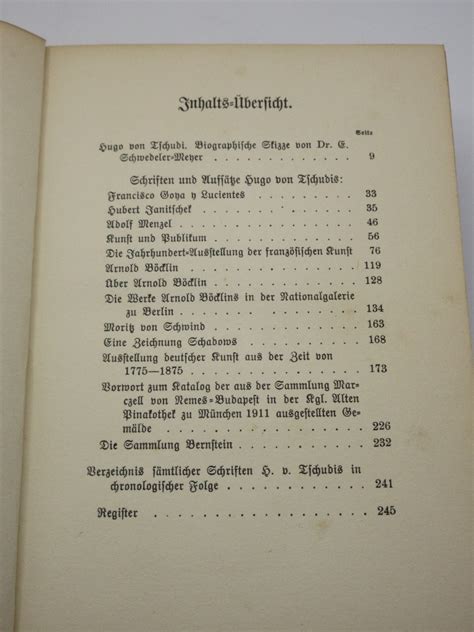 Inhalts-Übersicht.
Seite
Hugo von Tschudi. Biographische Skizze von Dr. E.
Schwedeler-Meyer . . . . . . . . . . . 9
Schriften und Aufsätze Hugo von Tschudis:
Francisco Goya y Lucientes . . . . . . . 33
Hubert Janitschek . . . . . . . . . . . 35
Adolf Menzel . . . . . . . . . . . . 46
Kunst und Publikum . . . . . . . . . . 56
Die Jahrhundert-Ausstellung der französischen Kunst 76
Arnold Böcklin . . . . . . . . . . . 119
Über Arnold Böcklin . . . . . . . . . 128
Die Werke Arnold Böcklins in der Nationalgalerie
zu Berlin . . . . . . . . . . . . 134
Moritz von Schwind . . . . . . . . . 163
Eine Zeichnung Schadows . . . . . . . 168
Ausstellung deutscher Kunst aus der Zeit von
1775—1875 . . . . . . . . . . . . 173
Vorwort zum Katalog der aus der Sammlung Mar-
czell von Nemes-Budapest in der Kgl. Alten
Pinakothek zu München 1911 ausgestellten Ge-
mälde . . . . . . . . . . . . . 226
Die Sammlung Bernstein . . . . . . . . 232
Verzeichnis sämtlicher Schriften H. v. Tschudis in
chronologischer Folge . . . . . . . . . 241
Register . . . . . . . . . . . . . . 245